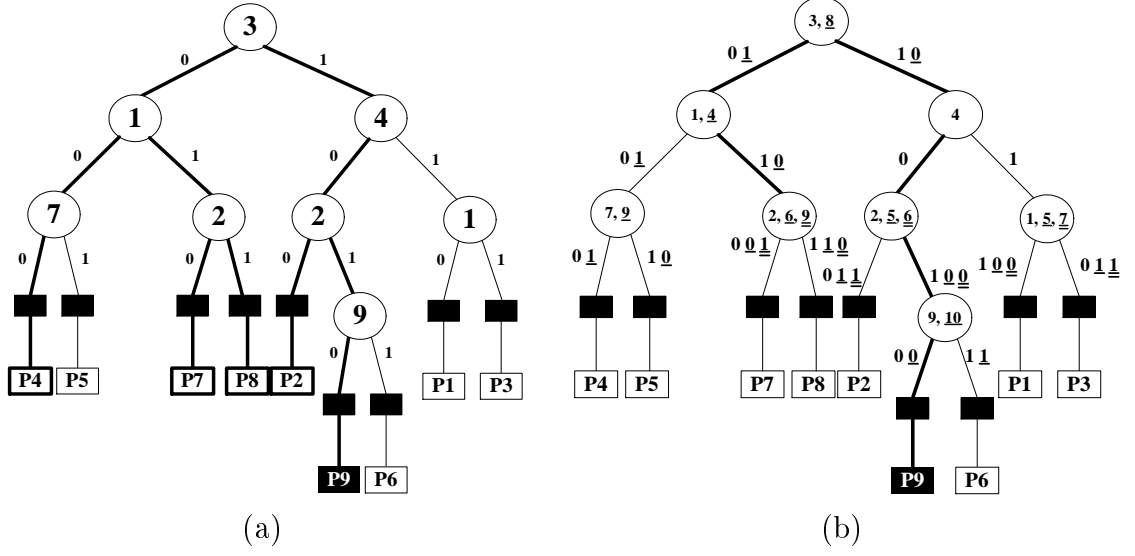 3 3, 8
0 1 0 1 1 0
1 4 1, 4 4
0 1 0 1 0 1 1 0 0 1
7 2 2 1 7, 9 2, 6, 9 2, 5, 6 1, 5, 7
0 1 0 1 0 1 0 1 0 1 1 0 0 0 1 1 1 0 0 1 1 1 0 0 1 0 0 0 1 1
9 9, 10
0 1 0 0 1 1
P4 P5 P7 P8 P2 P1 P3 P4 P5 P7 P8 P2 P1 P3
P9 P6 P9 P6
(a) (b)